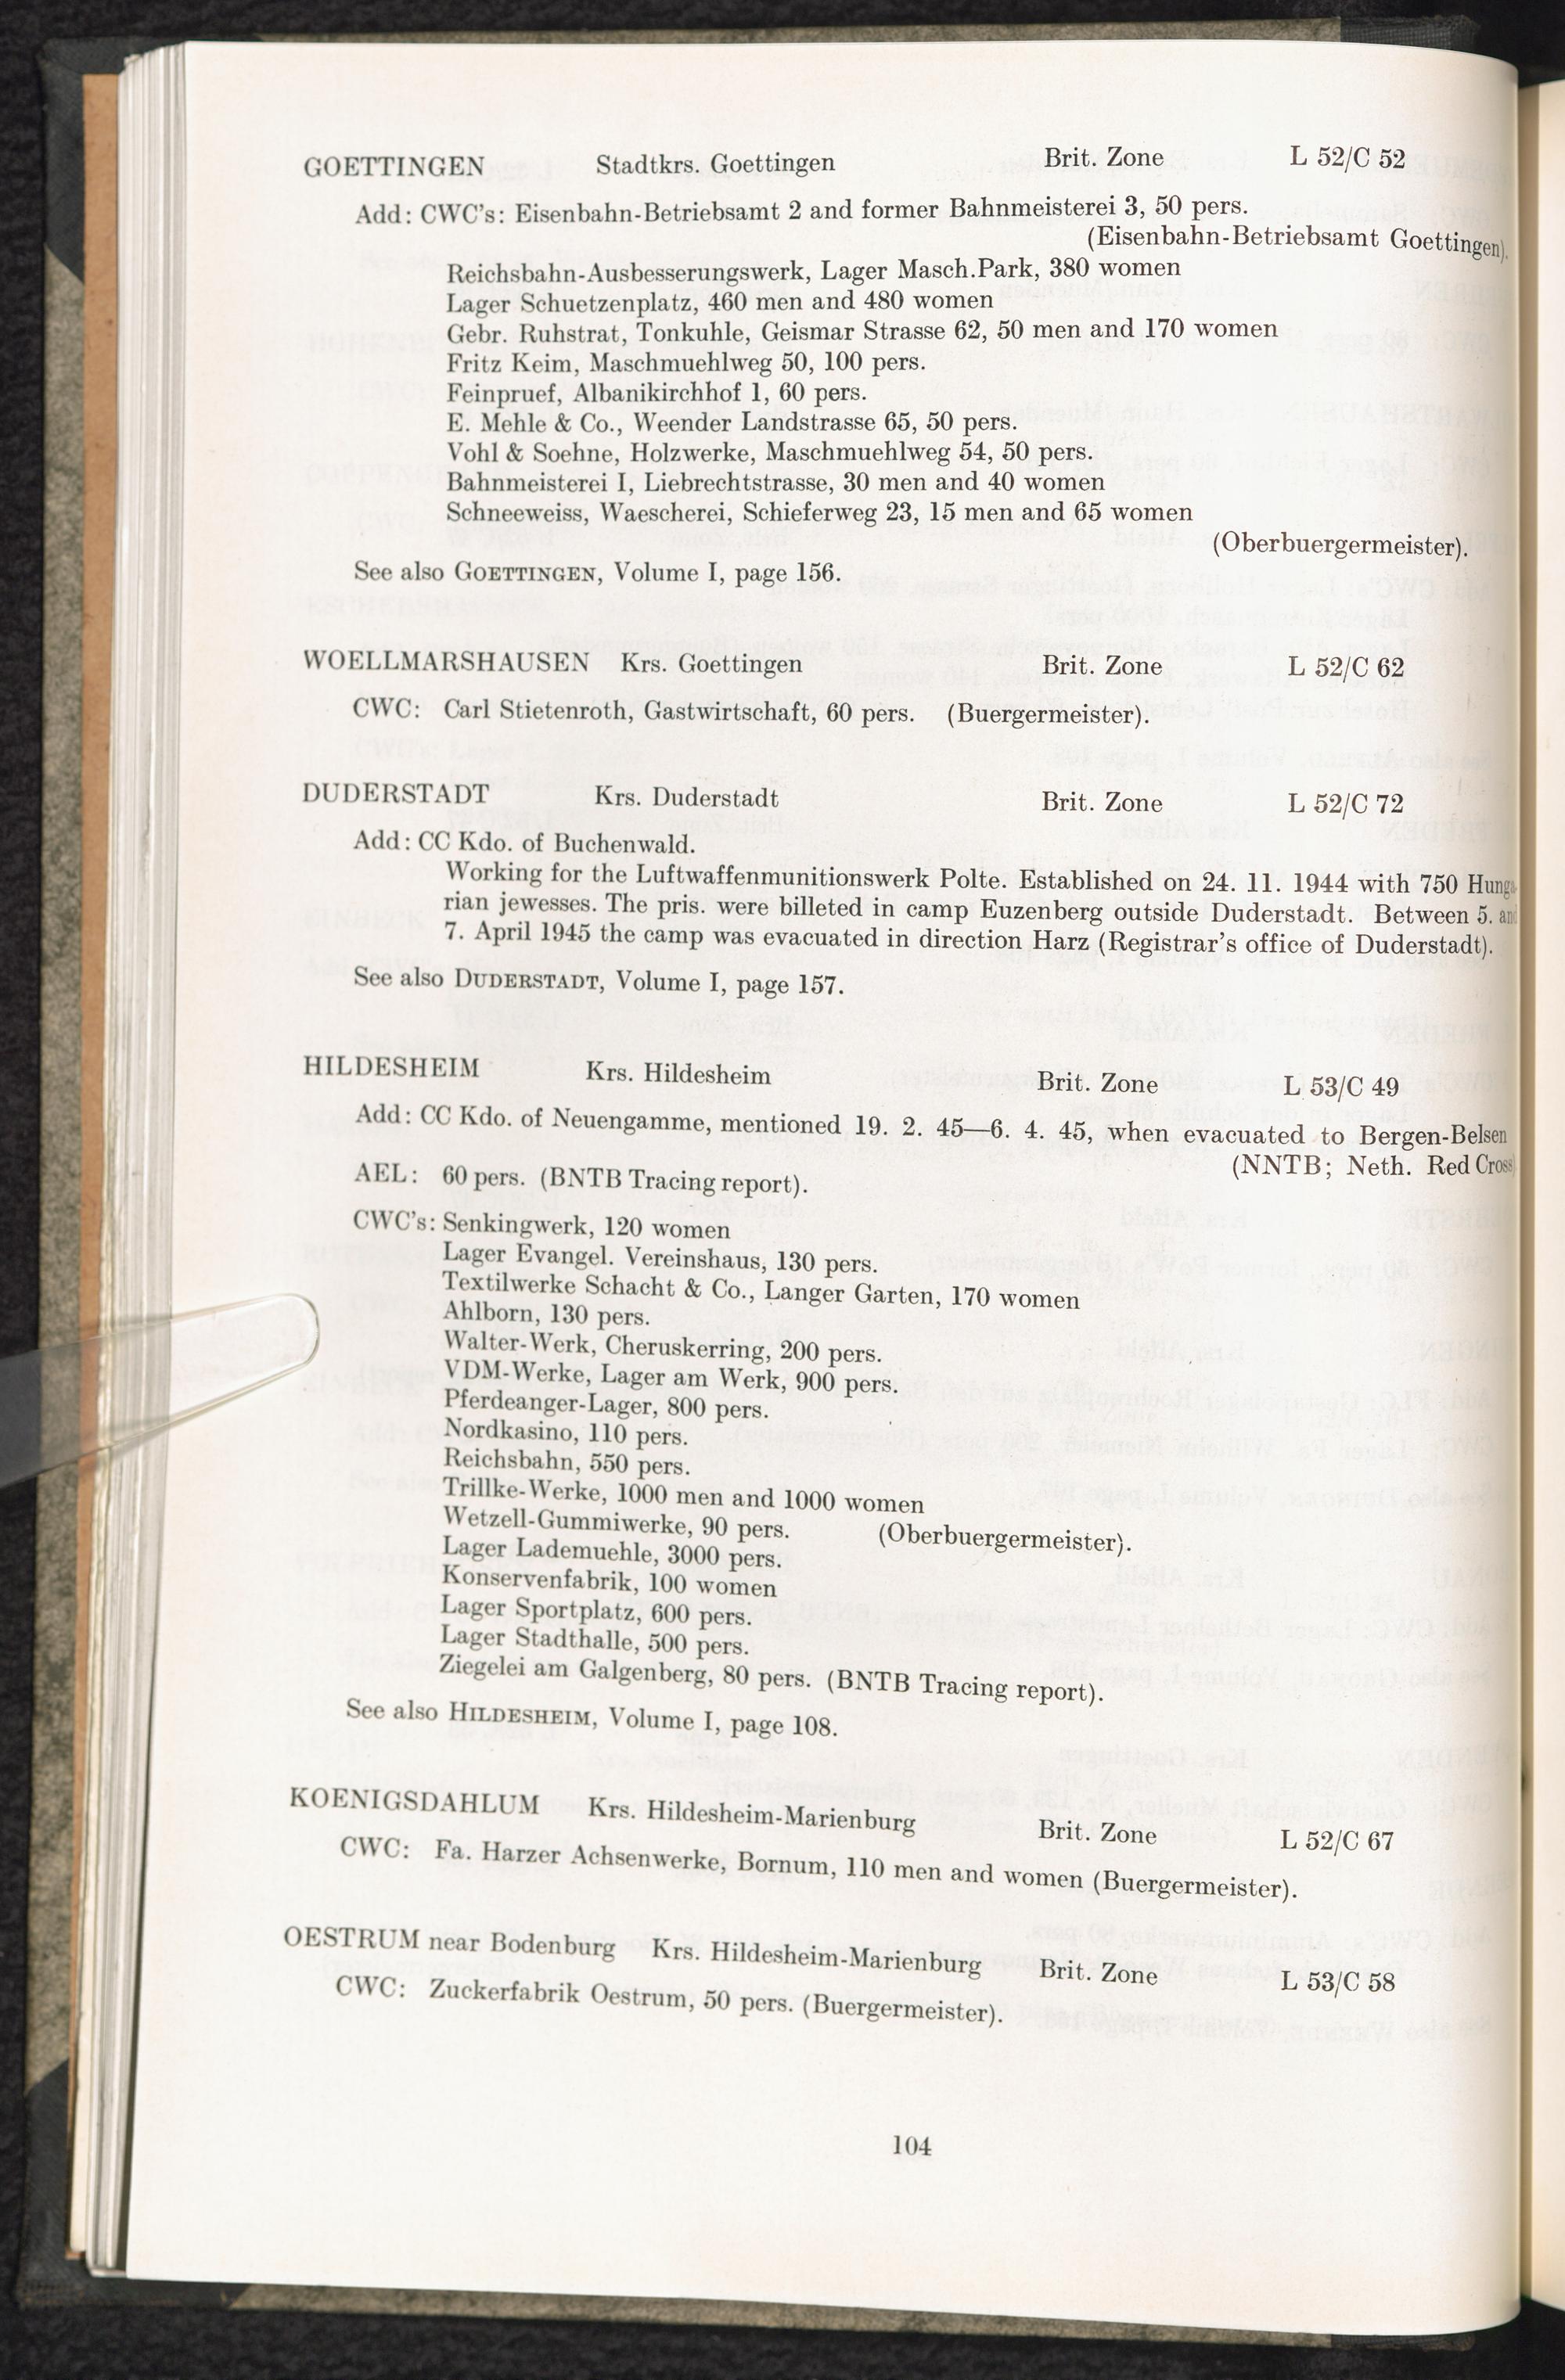 GOETTINGEN Stadtkrs. Goettingen Brit. Zone L 52/C 52
Add: CWC's: Eisenbahn-Betriebsamt 2 and former Bahnmeisterei 3, 50 pers.
(Eisenbahn-Betriebsamt Goettingen).
Reichsbahn-Ausbesserungswerk, Lager Masch.Park, 380 women
Lager Schuetzenplatz, 460 men and 480 women
Gebr. Ruhstrat, Tonkuhle, Geismar Strasse 62, 50 men and 170 women
Fritz Keim, Maschmuehlweg 50, 100 pers.
Feinpruef, Albanikirchhof 1, 60 pers.
E. Mehle & Co., Weender Landstrasse 65, 50 pers.
Vohl & Soehne, Holzwerke, Maschmuehlweg 54, 50 pers.
Bahnmeisterei I, Liebrechtstrasse, 30 men and 40 women
Schneeweiss, Waescherei, Schieferweg 23, 15 men and 65 women
(Oberbuergermeister).
See also GOETTINGEN, Volume I, page 156.
WOELLMARSHAUSEN Krs. Goettingen Brit. Zone L 52/C 62
CWC: Carl Stietenroth, Gastwirtschaft, 60 pers. (Buergermeister).
DUDERSTADT Krs. Duderstadt Brit. Zone L 52/C 72
Add: CC Kdo. of Buchenwald.
Working for the Luftwaffenmunitionswerk Polte. Established on 24. 11. 1944 with 750 Hunga-
rian jewesses. The pris. were billeted in camp Euzenberg outside Duderstadt. Between 5. and
7. April 1945 the camp was evacuated in direction Harz (Registrar's office of Duderstadt).
See also DUDERSTADT, Volume I, page 157.
HILDESHEIM Krs. Hildesheim Brit. Zone L 53/C 49
Add: CC Kdo. of Neuengamme, mentioned 19. 2. 45—6. 4. 45, when evacuated to Bergen-Belsen
(NNTB; Neth. Red Cross
AEL: 60 pers. (BNTB Tracing report).
CWC's: Senkingwerk, 120 women
Lager Evangel. Vereinshaus, 130 pers.
Textilwerke Schacht & Co., Langer Garten, 170 women
Ahlborn, 130 pers.
Walter-Werk, Cheruskerring, 200 pers.
VDM-Werke, Lager am Werk, 900 pers.
Pferdeanger-Lager, 800 pers.
Nordkasino, 110 pers.
Reichsbahn, 550 pers.
Trillke-Werke, 1000 men and 1000 women
Wetzell-Gummiwerke, 90 pers. (Oberbuergermeister).
Lager Lademuehle, 3000 pers.
Konservenfabrik, 100 women
Lager Sportplatz, 600 pers.
Lager Stadthalle, 500 pers.
Ziegelei am Galgenberg, 80 pers. (BNTB Tracing report).
See also HILDESHEIM, Volume I, page 108.
KOENIGSDAHLUM Krs. Hildesheim-Marienburg Brit. Zone L 52/C 67
CWC: Fa. Harzer Achsenwerke, Bornum, 110 men and women (Buergermeister).
OESTRUM near Bodenburg Krs. Hildesheim-Marienburg Brit. Zone L 53/C 58
CWC: Zuckerfabrik Oestrum, 50 pers. (Buergermeister).
104